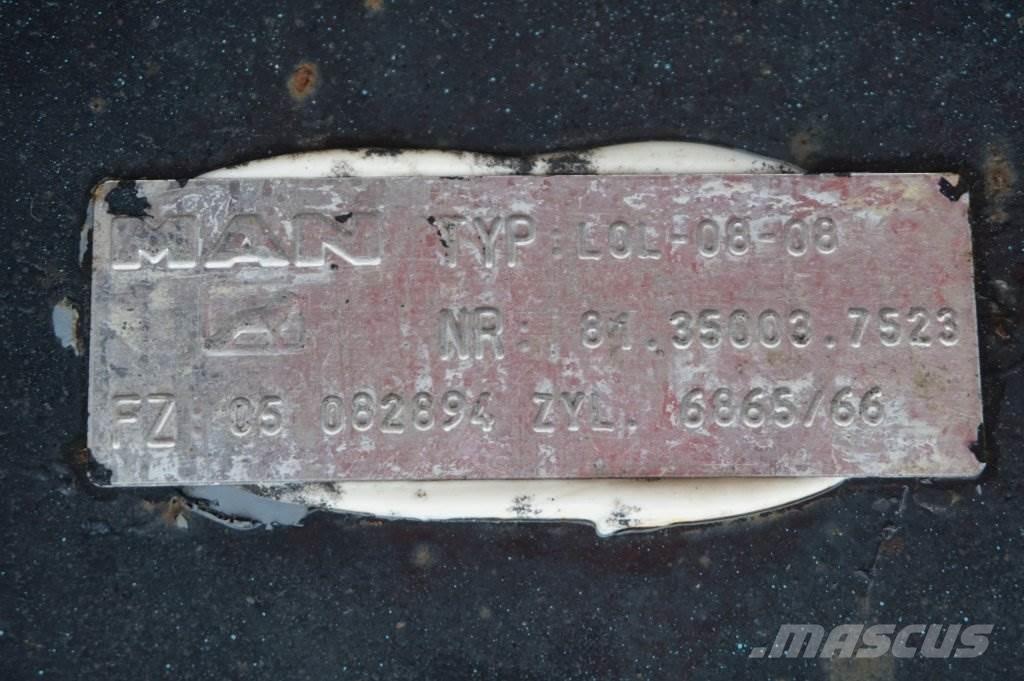 MAN TYP: LOL-08-08
NR: 81.35003.7523
FZ 05 082894 ZYL. 6865/66
MASCUS